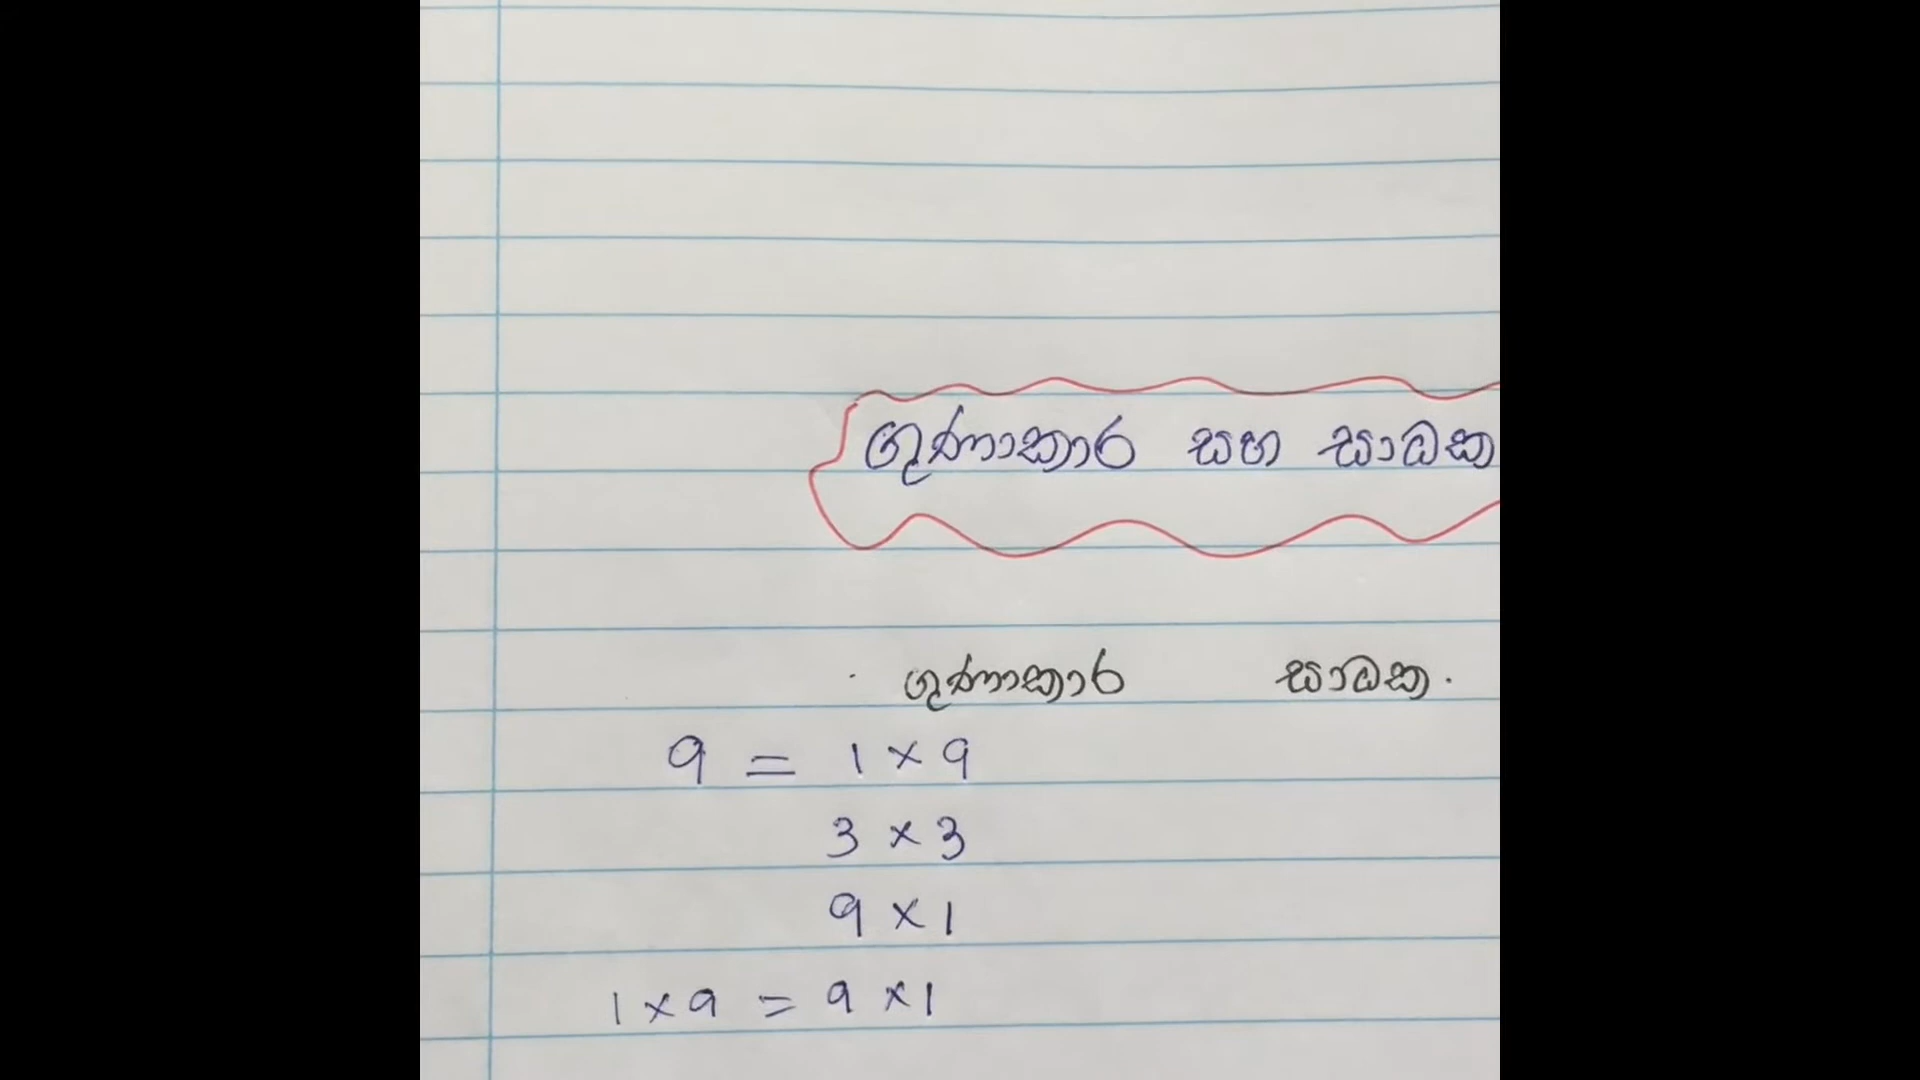 ගුණාකාර සහ සාධක
ගුණාකාර සාධක.
9 = 1 × 9
3 × 3
9 × 1
1 × 9 = 9 × 1